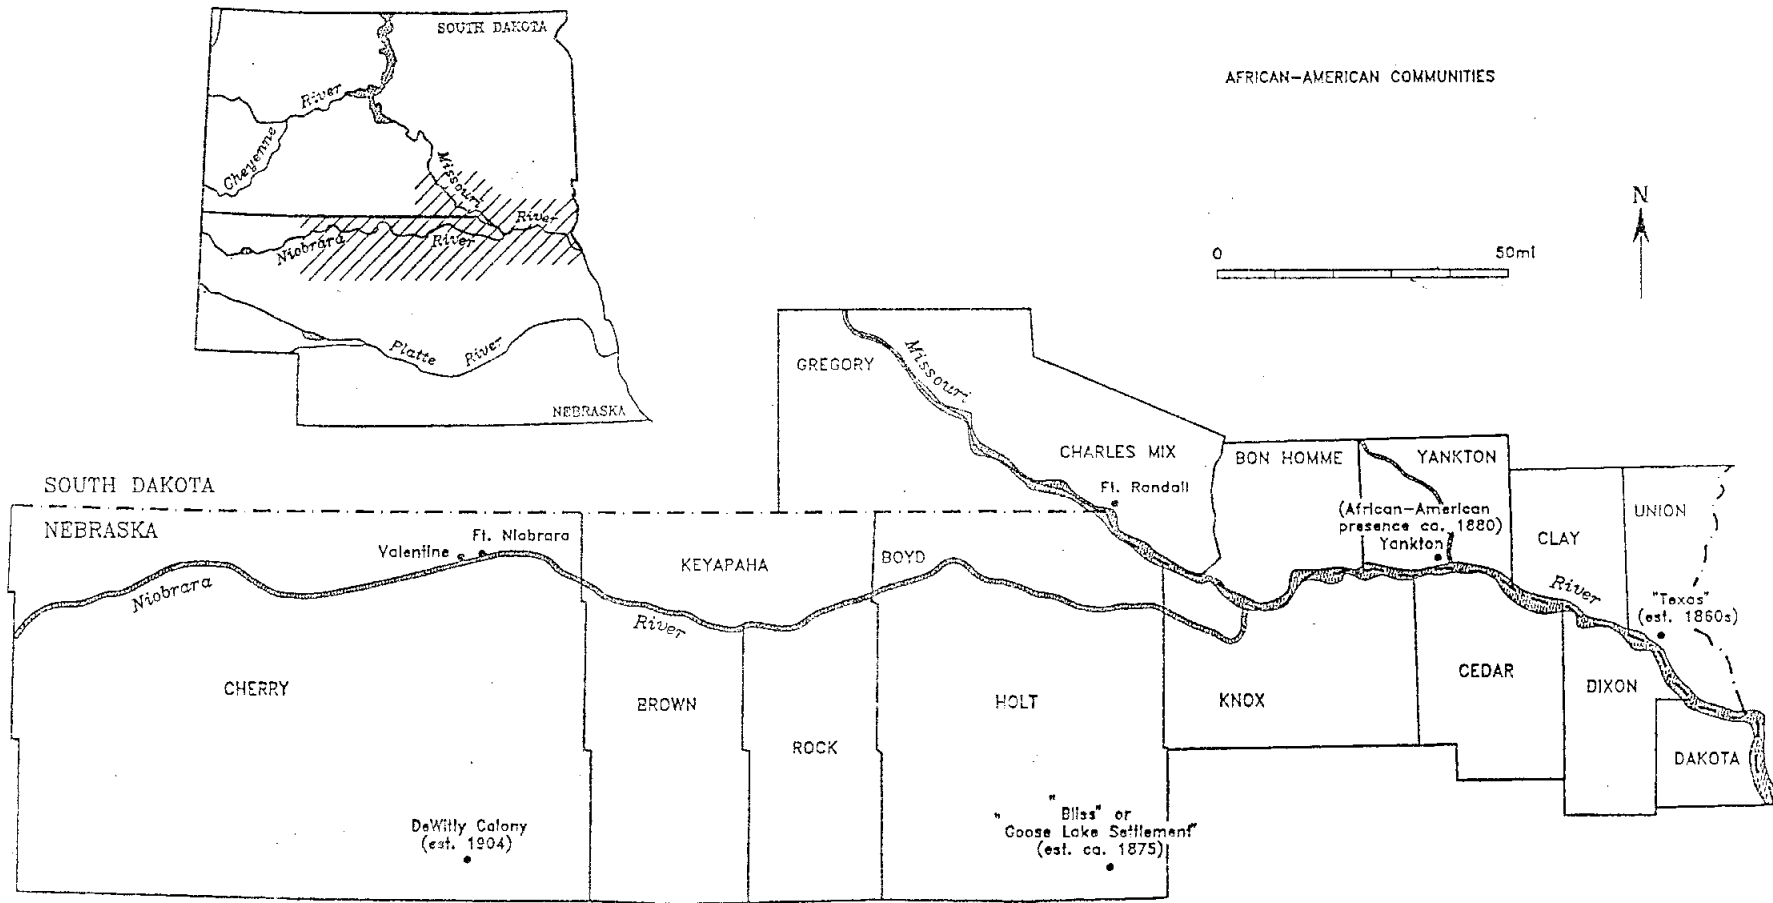 SOUTH DAKOTA
River
Cheyenne
Missouri
River
Niobrara
River
Platte
River
NEBRASKA
AFRICAN-AMERICAN COMMUNITIES
N
0
50mi
GREGORY
Missouri
CHARLES MIX
Ft. Randall
BON HOMME
YANKTON
(African-American
presence ca. 1880)
Yankton
CLAY
UNION
River
"Texas"
(est. 1860s)
SOUTH DAKOTA
NEBRASKA
Valentine
Ft. Niobrara
Niobrara
River
KEYAPAHA
BOYD
CHERRY
BROWN
ROCK
HOLT
KNOX
CEDAR
DIXON
DAKOTA
DeWitty Colony
(est. 1904)
"Bliss" or
"Goose Lake Settlement"
(est. ca. 1875)